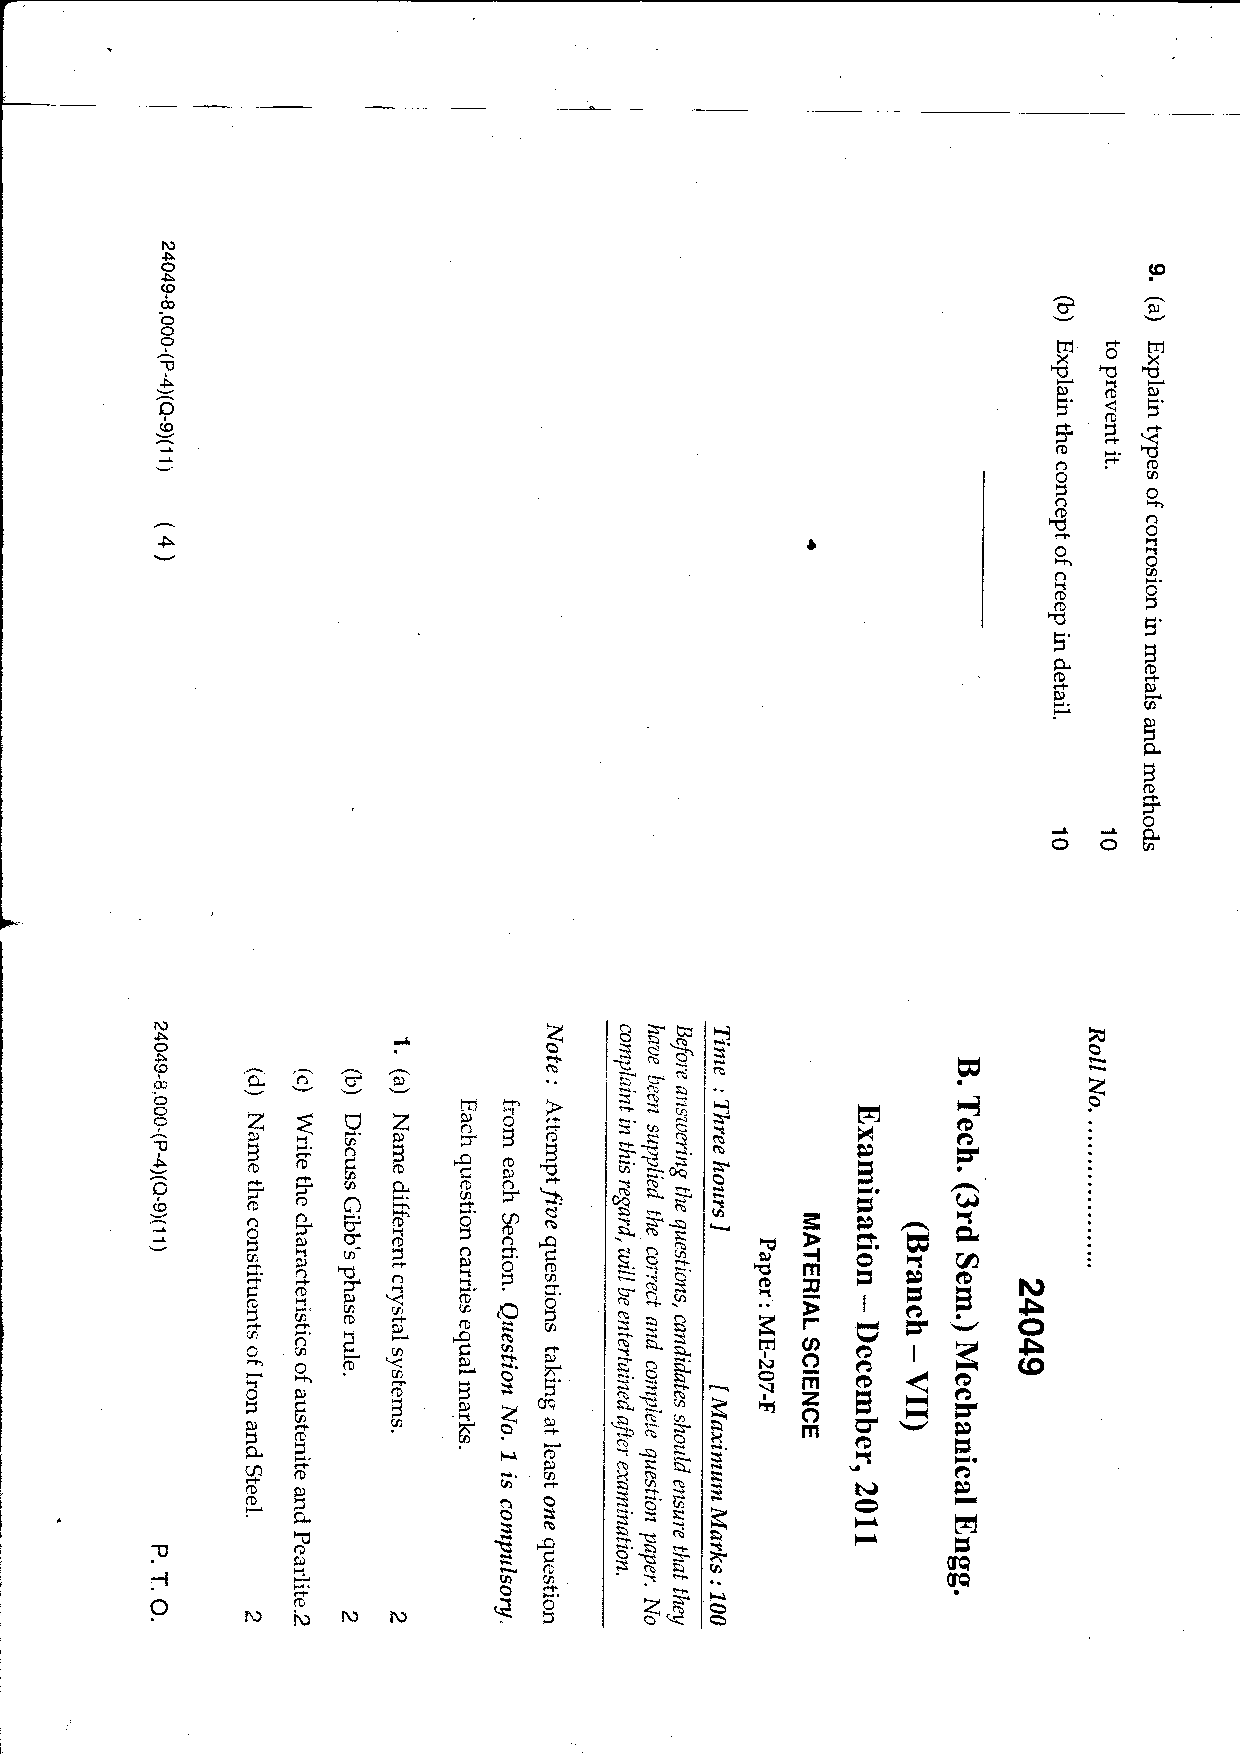 9. (a) Explain types of corrosion in metals and methods
to prevent it. 10
(b) Explain the concept of creep in detail. 10
24049-8,000-(P-4)(Q-9)(11) ( 4 )
Roll No. ........................
24049
B. Tech. (3rd Sem.) Mechanical Engg.
(Branch – VII)
Examination – December, 2011
MATERIAL SCIENCE
Paper : ME-207-F
Time : Three hours ] [ Maximum Marks : 100
Before answering the questions, candidates should ensure that they
have been supplied the correct and complete question paper. No
complaint in this regard, will be entertained after examination.
Note : Attempt five questions taking at least one question
from each Section. Question No. 1 is compulsory.
Each question carries equal marks.
1. (a) Name different crystal systems. 2
(b) Discuss Gibb's phase rule. 2
(c) Write the characteristics of austenite and Pearlite. 2
(d) Name the constituents of Iron and Steel. 2
24049-8,000-(P-4)(Q-9)(11) P. T. O.